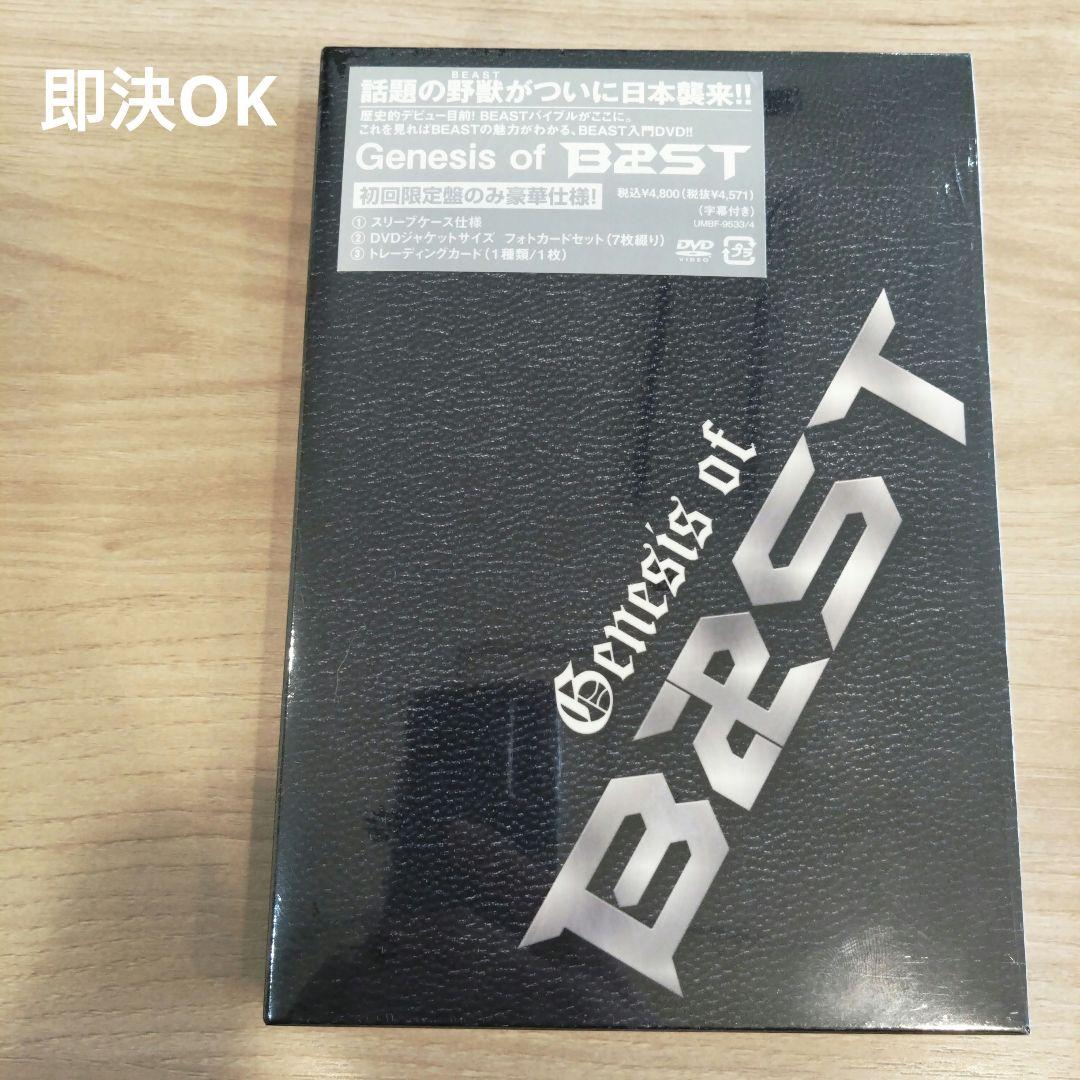 即決OK
BEAST
話題の野獣がついに日本襲来!!
歴史的デビュー目前! BEASTバイブルがここに。
これを見ればBEASTの魅力がわかる、BEAST入門DVD!!
Genesis of B2ST
初回限定盤のみ豪華仕様!
税込¥4,800(税抜¥4,571)
(字幕付き)
UMBF-9533/4
① スリーブケース仕様
② DVDジャケットサイズ フォトカードセット(7枚綴り)
③ トレーディングカード(1種類/1枚)
DVD
VIDEO
プラ
Genesis of
B2ST